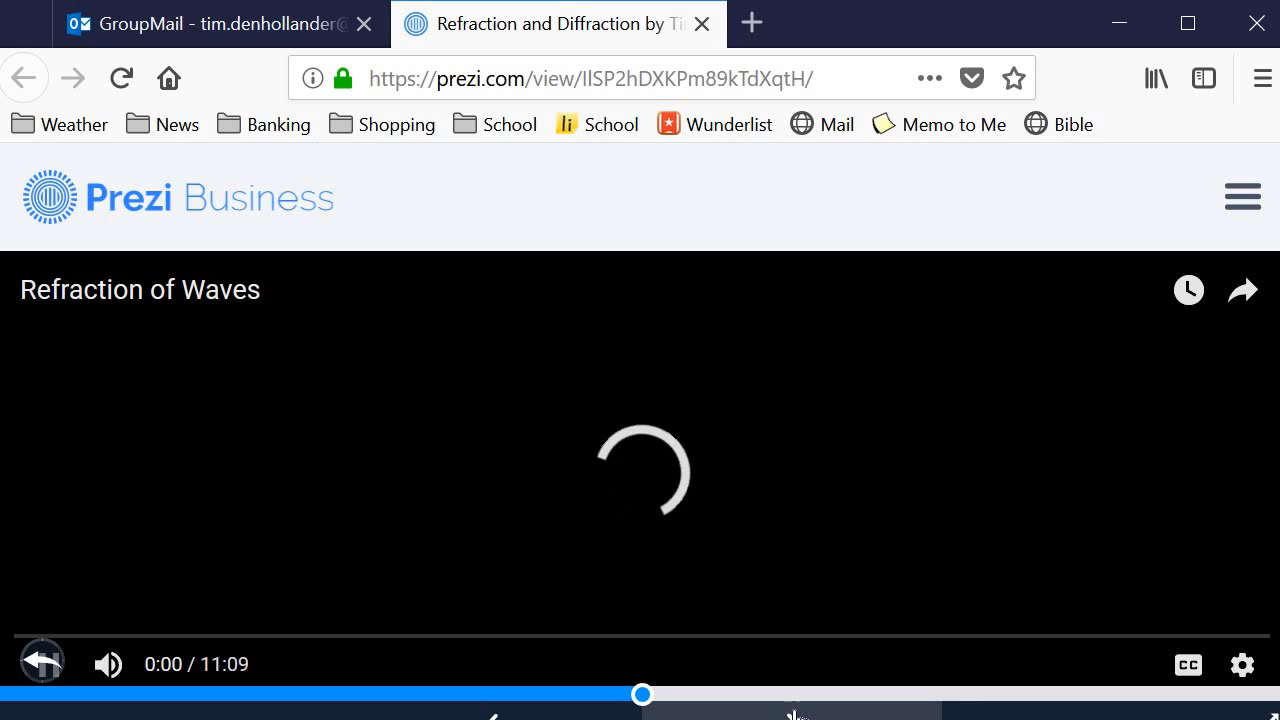 GroupMail - tim.denhollander@
Refraction and Diffraction by Ti
https://prezi.com/view/IlSP2hDXKPm89kTdXqtH/
Weather News Banking Shopping School School Wunderlist Mail Memo to Me Bible
Prezi Business
Refraction of Waves
0:00 / 11:09
CC